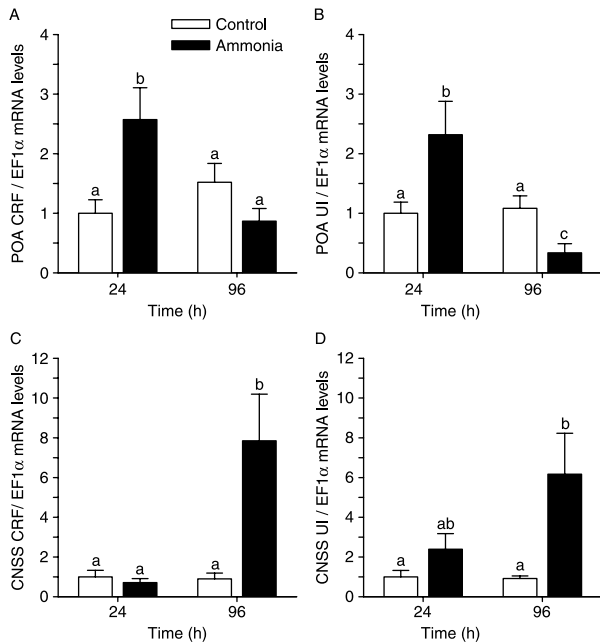 A
Control
Ammonia
POA CRF / EF1α mRNA levels
4
3
2
1
0
a
b
a
a
24
96
Time (h)
B
POA UI / EF1α mRNA levels
4
3
2
1
0
a
b
a
c
24
96
Time (h)
C
CNSS CRF/ EF1α mRNA levels
12
10
8
6
4
2
0
a
a
a
b
24
96
Time (h)
D
CNSS UI / EF1α mRNA levels
12
10
8
6
4
2
0
a
ab
a
b
24
96
Time (h)